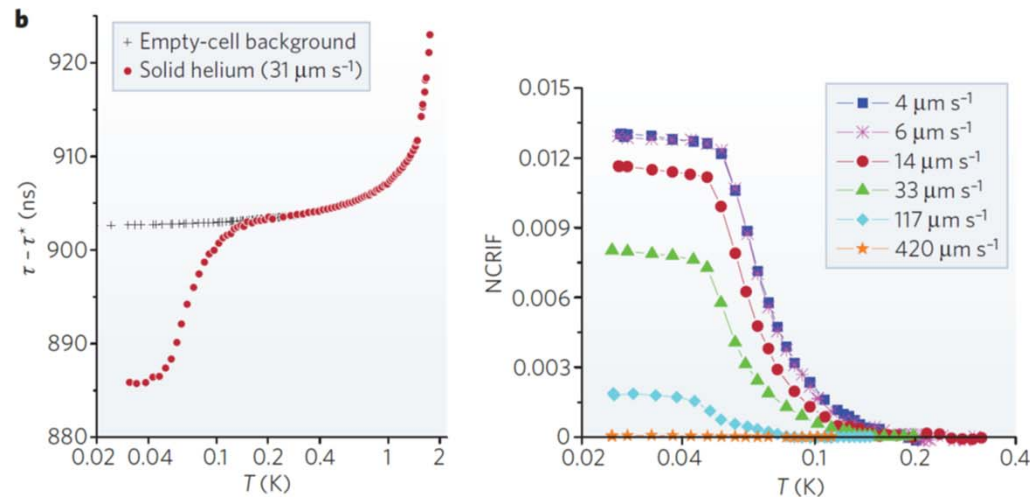 b
+ Empty-cell background
• Solid helium (31 μm s⁻¹)
920
910
900
890
880
τ – τ* (ns)
0.02 0.04 0.1 0.2 0.4 1 2
T (K)
0.015
0.012
0.009
0.006
0.003
0
NCRIF
4 μm s⁻¹
6 μm s⁻¹
14 μm s⁻¹
33 μm s⁻¹
117 μm s⁻¹
420 μm s⁻¹
0.02 0.04 0.1 0.2 0.4
T (K)